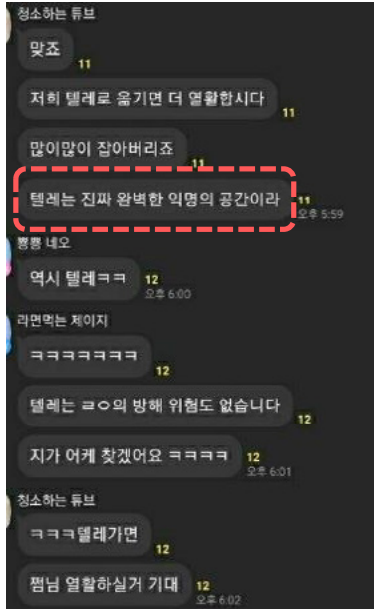 청소하는 튜브
맞죠
11
저희 텔레로 옮기면 더 열활합시다
11
많이많이 잡아버리죠
11
텔레는 진짜 완벽한 익명의 공간이라
11
오후 5:59
뿅뿅 네오
역시 텔레ㅋㅋ
12
오후 6:00
라면먹는 제이지
ㅋㅋㅋㅋㅋㅋㅋ
12
텔레는 ㄹㅇ의 방해 위험도 없습니다
12
지가 어케 찾겠어요 ㅋㅋㅋㅋ
12
오후 6:01
청소하는 튜브
ㅋㅋㅋ텔레가면
12
쩜님 열활하실거 기대
12
오후 6:02